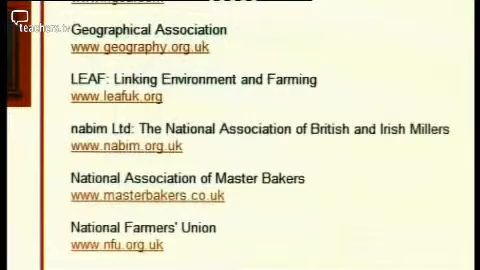 Geographical Association
www.geography.org.uk
LEAF: Linking Environment and Farming
www.leafuk.org
nabim Ltd: The National Association of British and Irish Millers
www.nabim.org.uk
National Association of Master Bakers
www.masterbakers.co.uk
National Farmers' Union
www.nfu.org.uk
teachers.tv